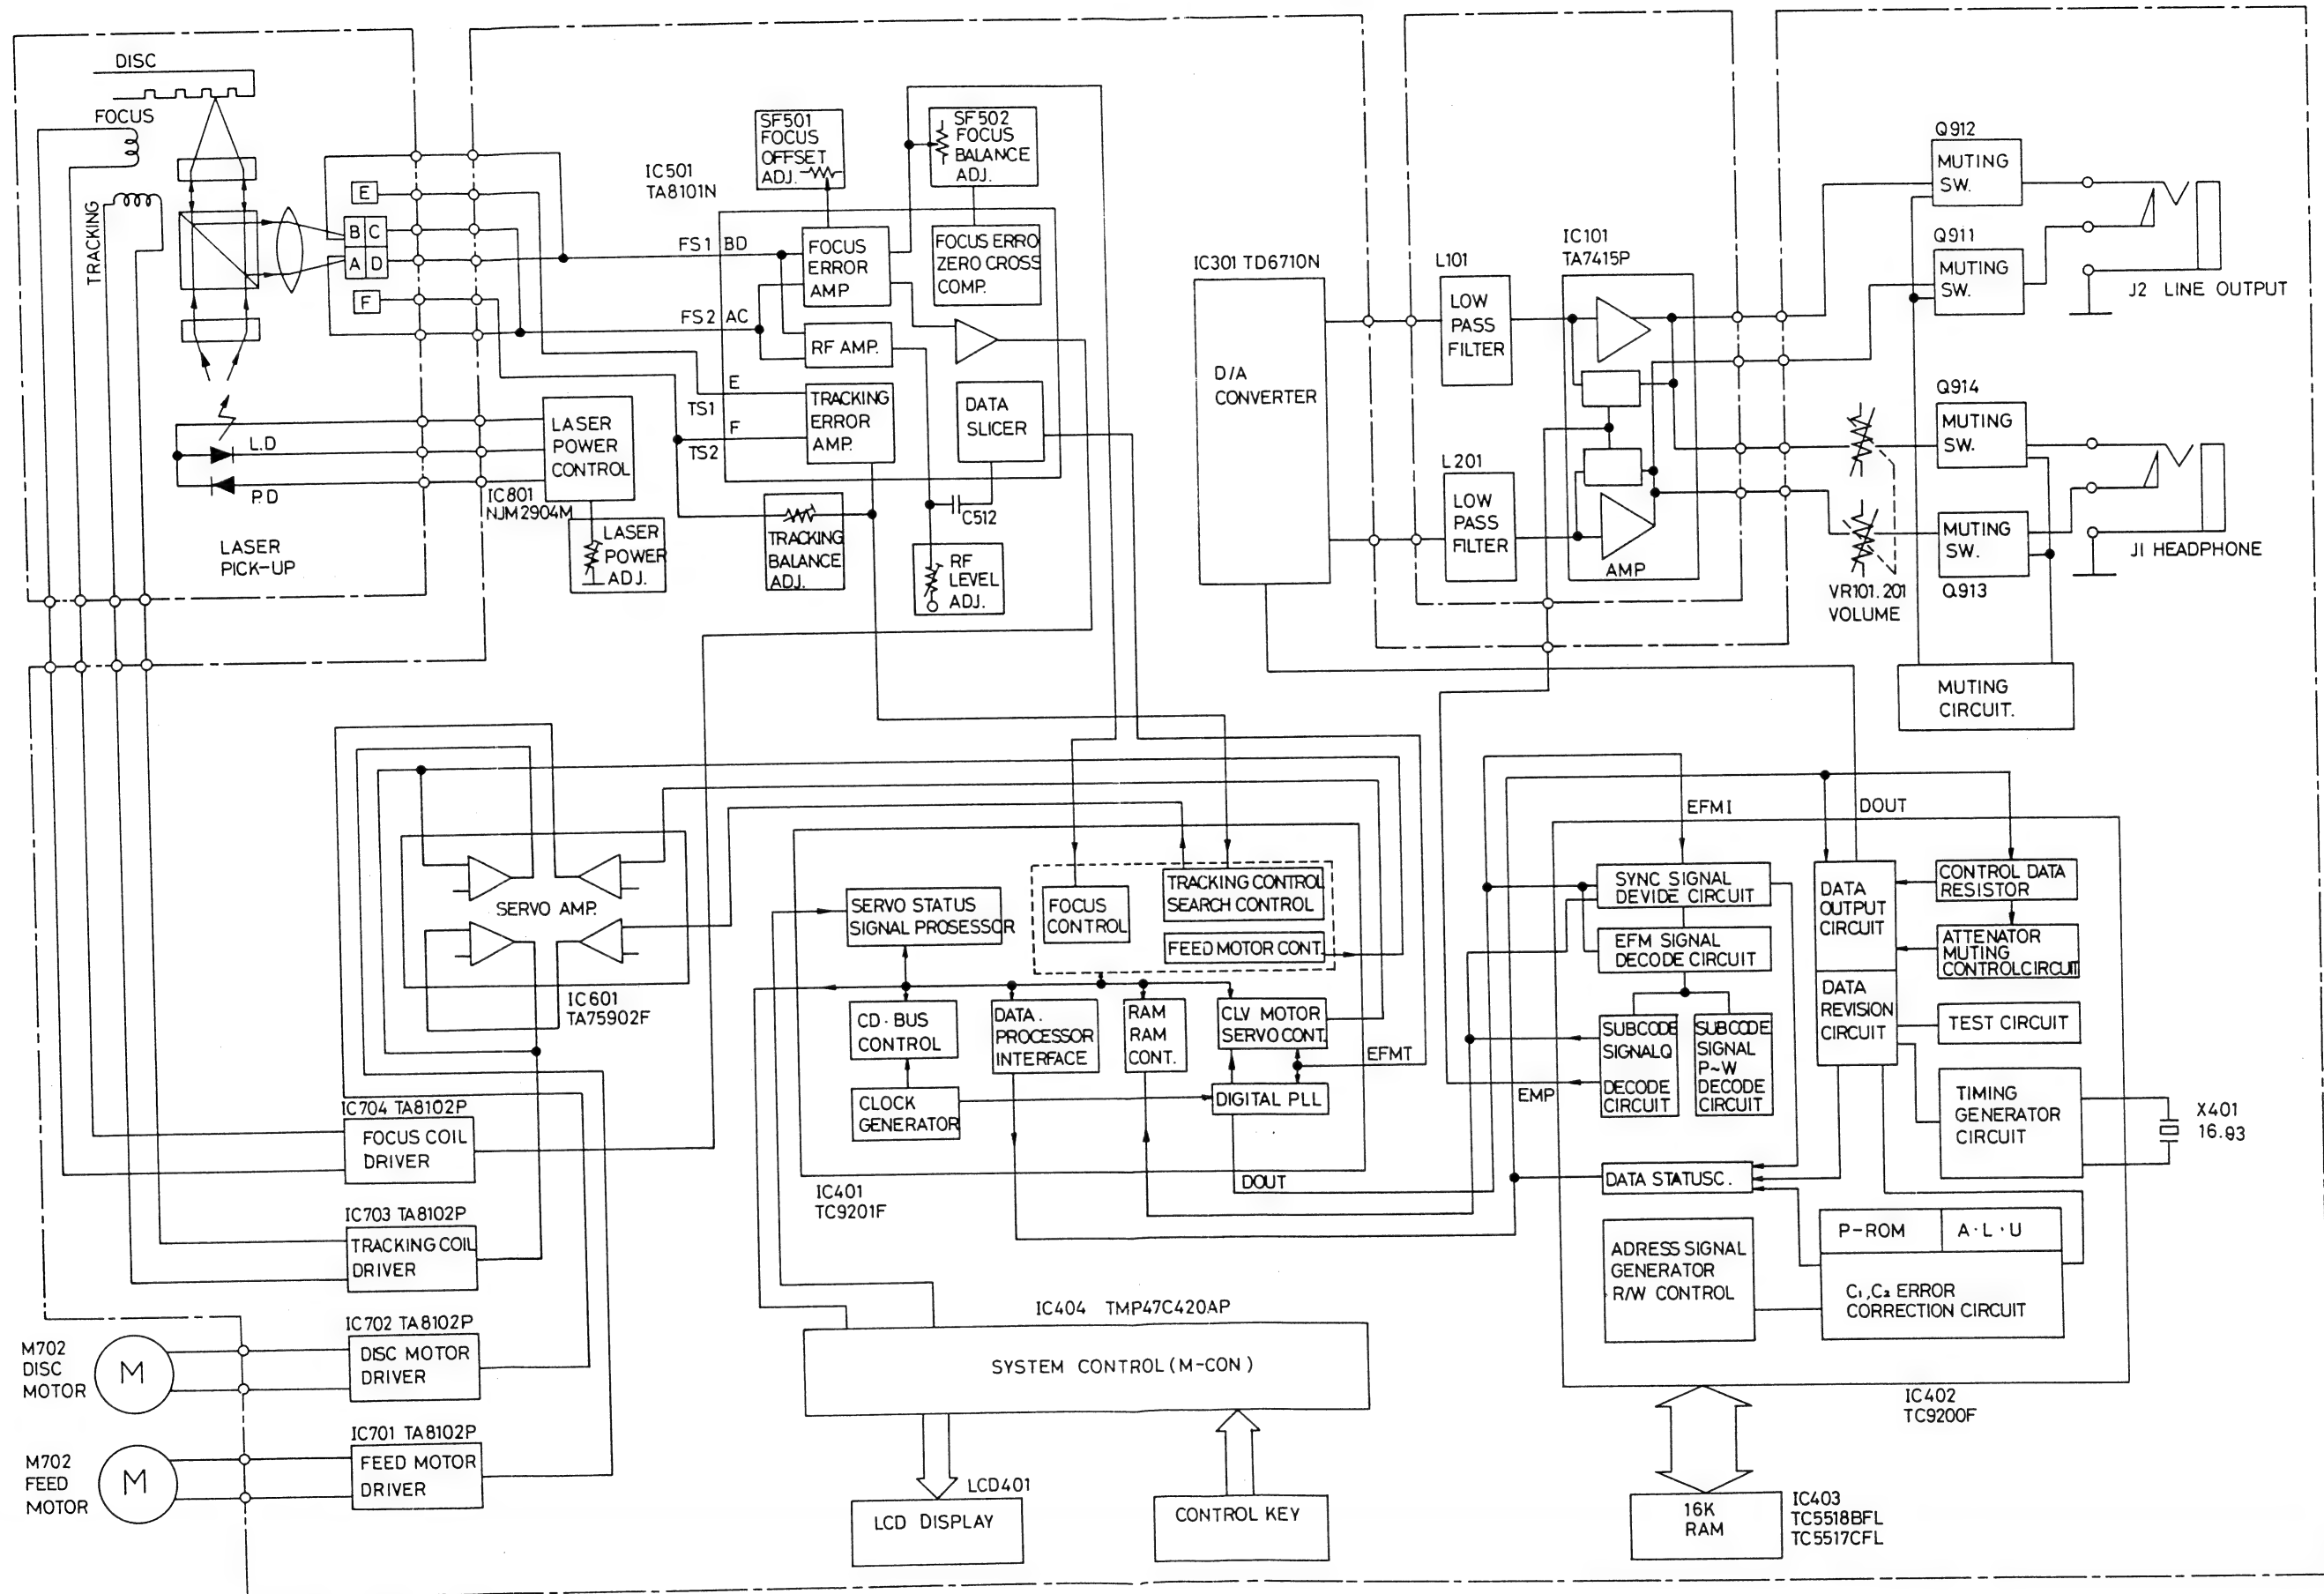 DISC
FOCUS
TRACKING
E
B C
A D
F
L.D
P.D
LASER
PICK-UP
LASER
POWER
CONTROL
IC801
NJM2904M
LASER
POWER
ADJ.
IC501
TA8101N
SF501
FOCUS
OFFSET
ADJ.
SF502
FOCUS
BALANCE
ADJ.
FS1 BD
FS2 AC
E
TS1
F
TS2
FOCUS
ERROR
AMP
FOCUS ERRO
ZERO CROSS
COMP.
RF AMP.
TRACKING
ERROR
AMP.
DATA
SLICER
C512
TRACKING
BALANCE
ADJ.
RF
LEVEL
ADJ.
IC301 TD6710N
D/A
CONVERTER
L101
LOW
PASS
FILTER
L201
LOW
PASS
FILTER
IC101
TA7415P
AMP
Q912
MUTING
SW.
Q911
MUTING
SW.
J2 LINE OUTPUT
Q914
MUTING
SW.
MUTING
SW.
Q913
J1 HEADPHONE
VR101.201
VOLUME
MUTING
CIRCUIT.
SERVO AMP.
IC601
TA75902F
SERVO STATUS
SIGNAL PROSESSOR
FOCUS
CONTROL
TRACKING CONTROL
SEARCH CONTROL
FEED MOTOR CONT.
CD·BUS
CONTROL
DATA.
PROCESSOR
INTERFACE
RAM
RAM
CONT.
CLV MOTOR
SERVO CONT.
EFMT
CLOCK
GENERATOR
DIGITAL PLL
DOUT
IC401
TC9201F
EFMI
DOUT
SYNC SIGNAL
DEVIDE CIRCUIT
EFM SIGNAL
DECODE CIRCUIT
SUBCODE
SIGNALQ
DECODE
CIRCUIT
SUBCODE
SIGNAL
P~W
DECODE
CIRCUIT
EMP
DATA
OUTPUT
CIRCUIT
DATA
REVISION
CIRCUIT
CONTROL DATA
RESISTOR
ATTENATOR
MUTING
CONTROLCIRCUIT
TEST CIRCUIT
TIMING
GENERATOR
CIRCUIT
X401
16.93
DATA STATUSC.
ADRESS SIGNAL
GENERATOR
R/W CONTROL
P-ROM
A·L·U
C1,C2 ERROR
CORRECTION CIRCUIT
IC402
TC9200F
16K
RAM
IC403
TC5518BFL
TC5517CFL
IC704 TA8102P
FOCUS COIL
DRIVER
IC703 TA8102P
TRACKING COIL
DRIVER
IC702 TA8102P
DISC MOTOR
DRIVER
IC701 TA8102P
FEED MOTOR
DRIVER
M702
DISC
MOTOR
M
M702
FEED
MOTOR
M
IC404 TMP47C420AP
SYSTEM CONTROL(M-CON)
LCD401
LCD DISPLAY
CONTROL KEY